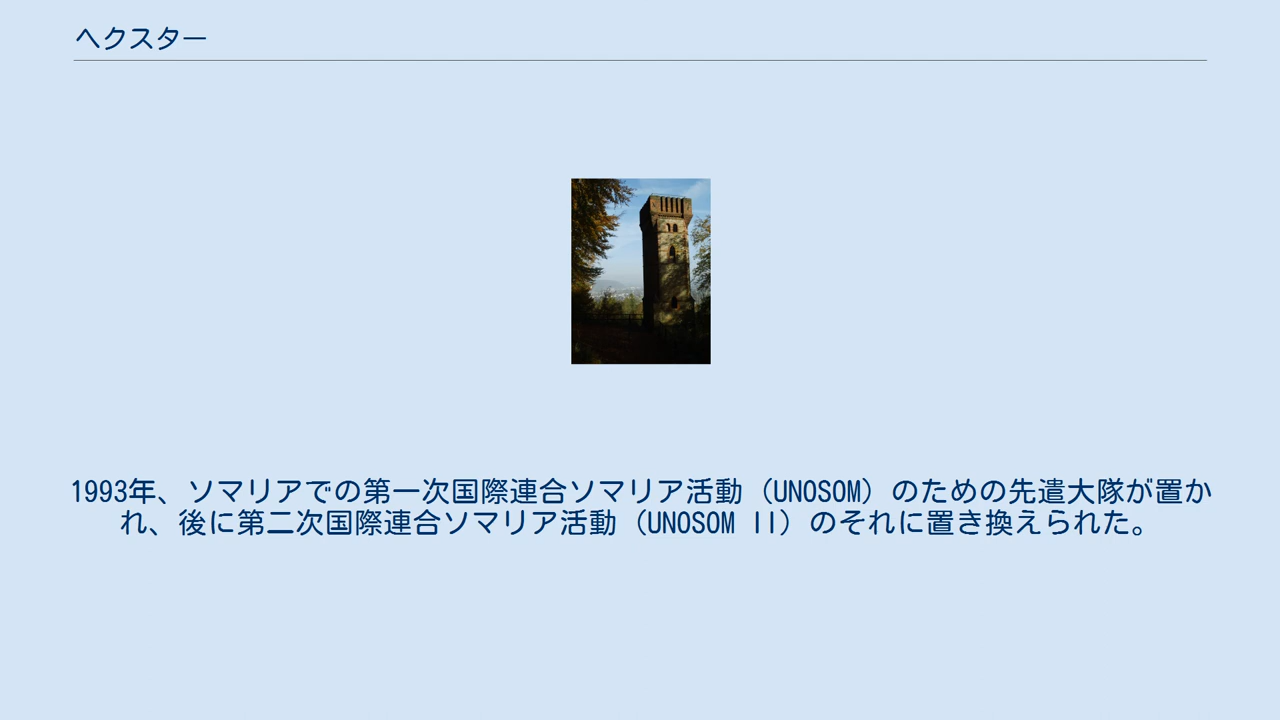 ヘクスター
1993年、ソマリアでの第一次国際連合ソマリア活動（UNOSOM）のための先遣大隊が置か
れ、後に第二次国際連合ソマリア活動（UNOSOM II）のそれに置き換えられた。